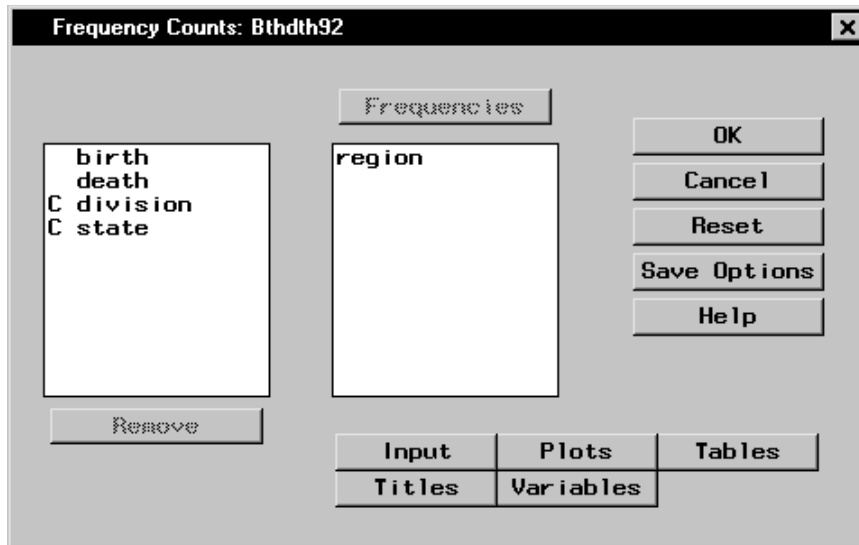 Frequency Counts: Bthdth92
Frequencies
birth
death
C division
C state
region
OK
Cancel
Reset
Save Options
Help
Remove
Input Plots Tables
Titles Variables